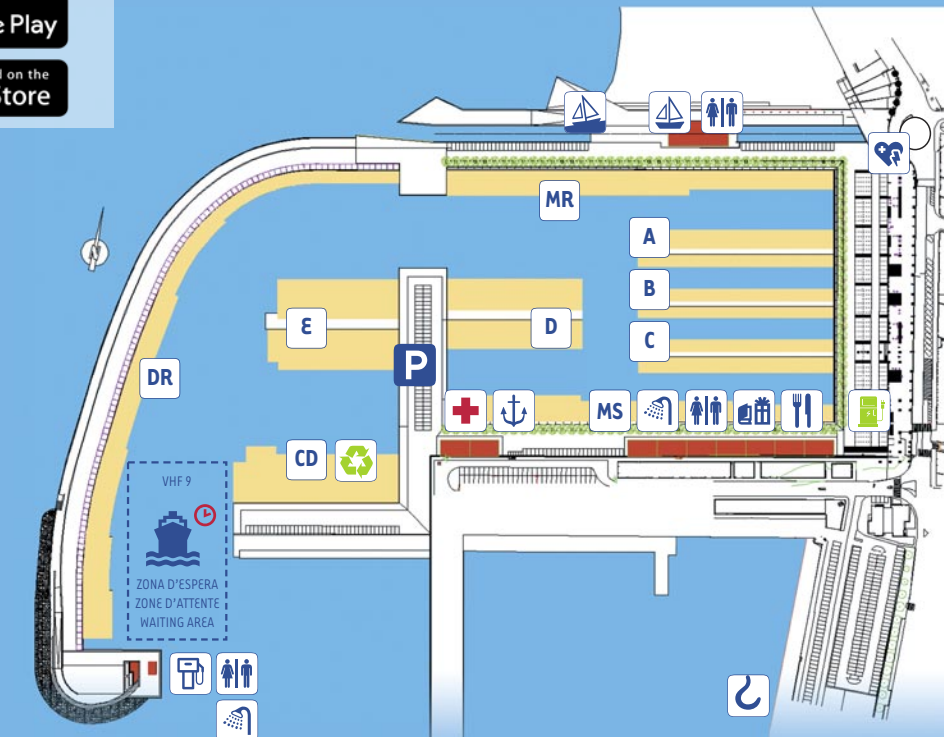 e Play
d on the
Store
MR
A
B
E
D
C
P
DR
MS
CD
VHF 9
ZONA D'ESPERA
ZONE D'ATTENTE
WAITING AREA